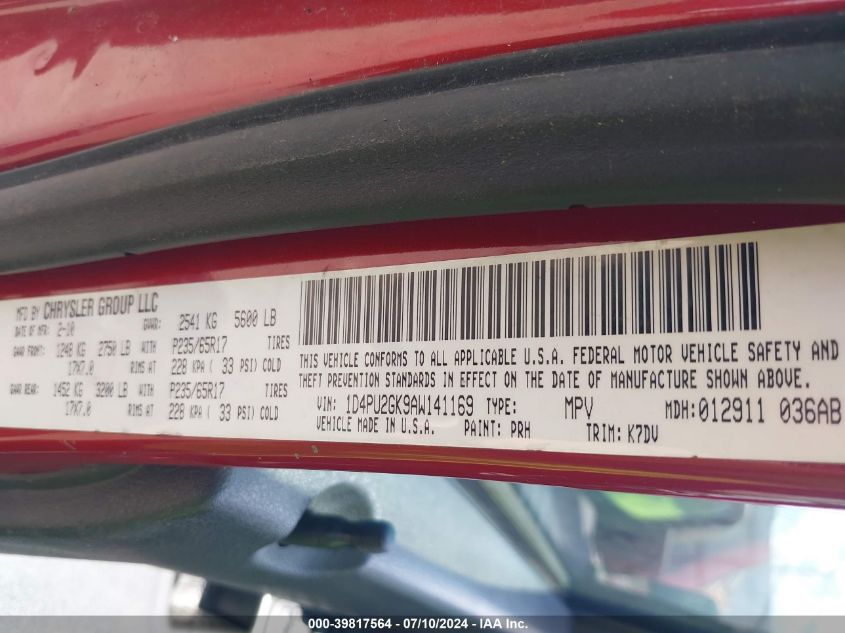 MFD BY CHRYSLER GROUP LLC
DATE OF MFR: 2-10 GVWR: 2541 KG 5600 LB
GAWR FRONT: 1248 KG 2750 LB WITH P235/65R17 TIRES
17X7.0 RIMS AT 228 KPA ( 33 PSI) COLD
GAWR REAR: 1452 KG 3200 LB WITH P235/65R17 TIRES
17X7.0 RIMS AT 228 KPA ( 33 PSI) COLD
THIS VEHICLE CONFORMS TO ALL APPLICABLE U.S.A. FEDERAL MOTOR VEHICLE SAFETY AND
THEFT PREVENTION STANDARDS IN EFFECT ON THE DATE OF MANUFACTURE SHOWN ABOVE.
VIN: 1D4PU2GK9AW141169 TYPE: MPV MDH:012911 036AB
VEHICLE MADE IN U.S.A. PAINT: PRH TRIM: K7DV
000-39817564 - 07/10/2024 - IAA Inc.